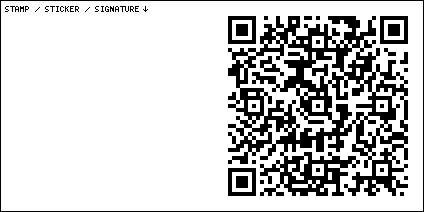 STAMP / STICKER / SIGNATURE ↓